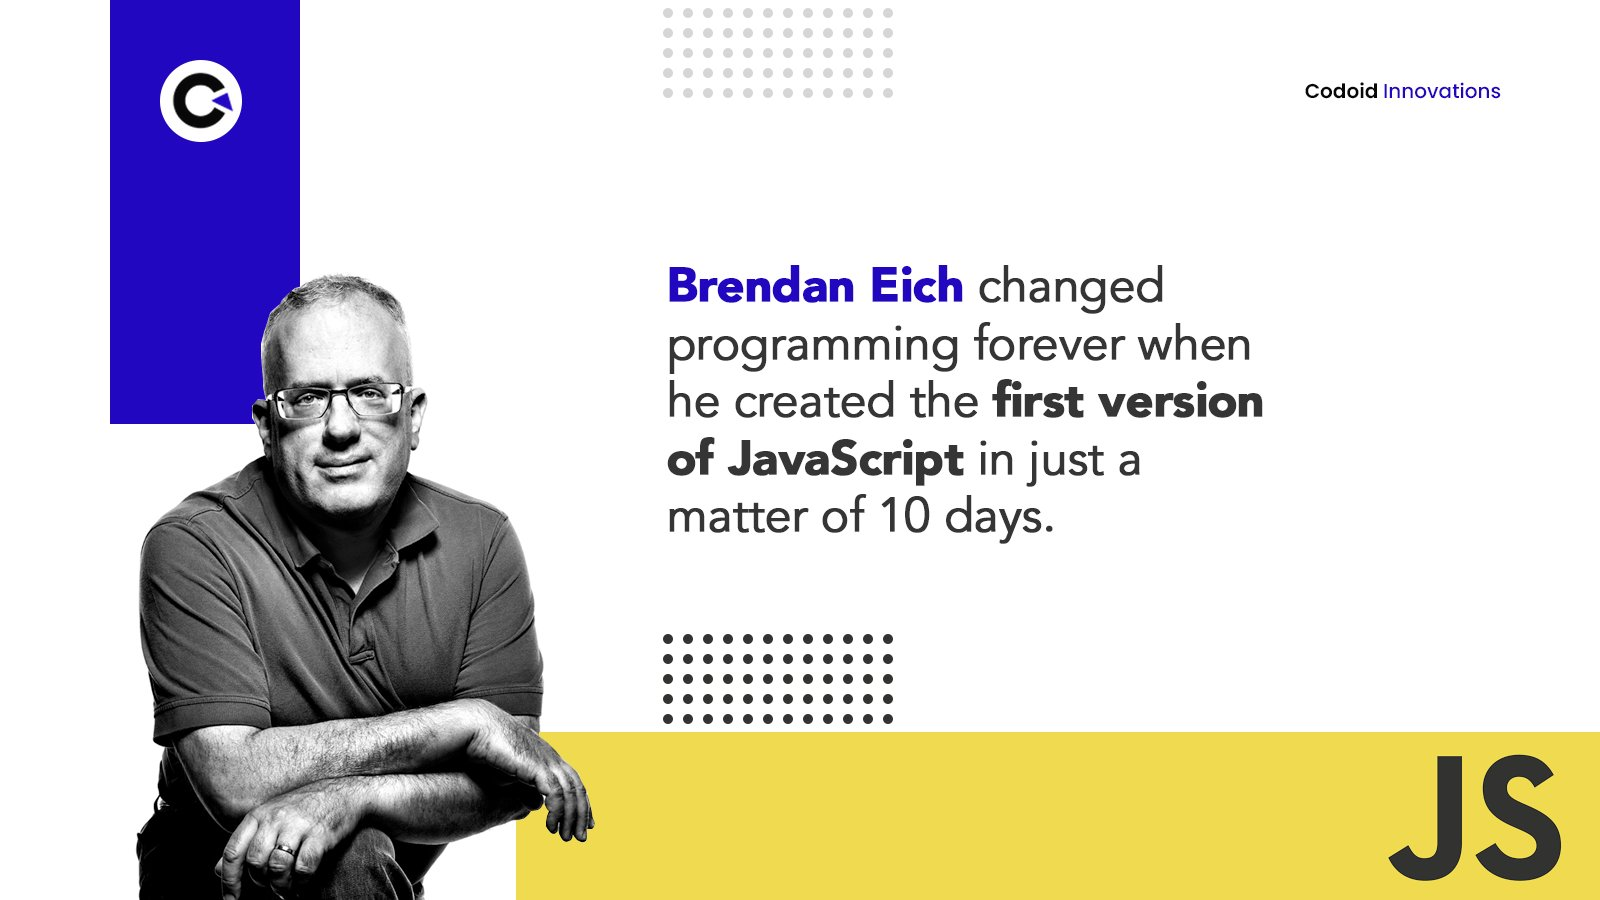 Codoid Innovations
Brendan Eich changed
programming forever when
he created the first version
of JavaScript in just a
matter of 10 days.
JS